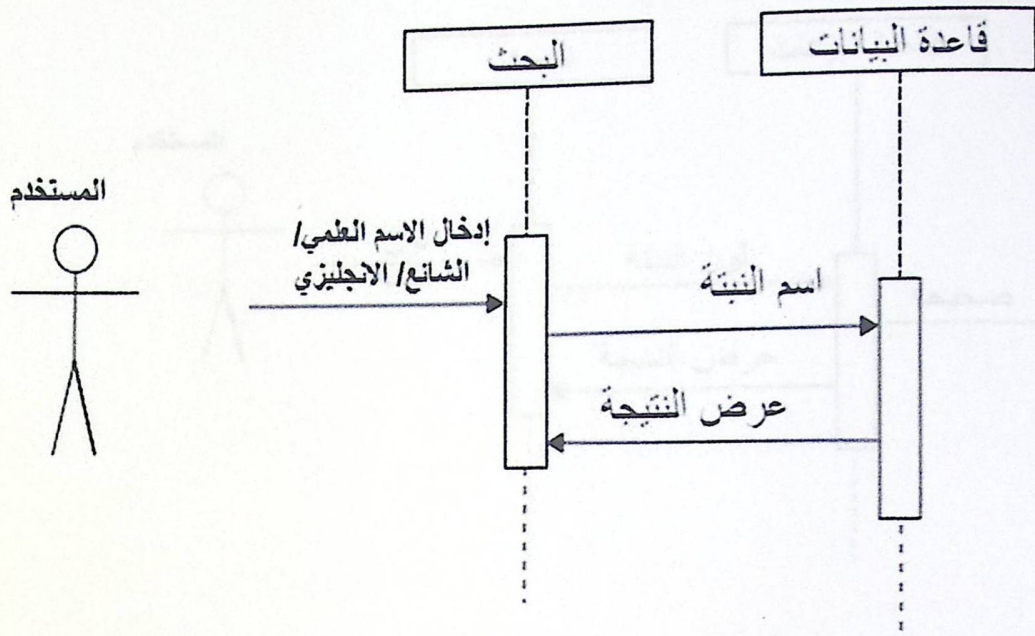 قاعدة البيانات
البحث
المستخدم
إدخال الاسم العلمي/
الشائع/ الانجليزي
اسم النبتة
عرض النتيجة